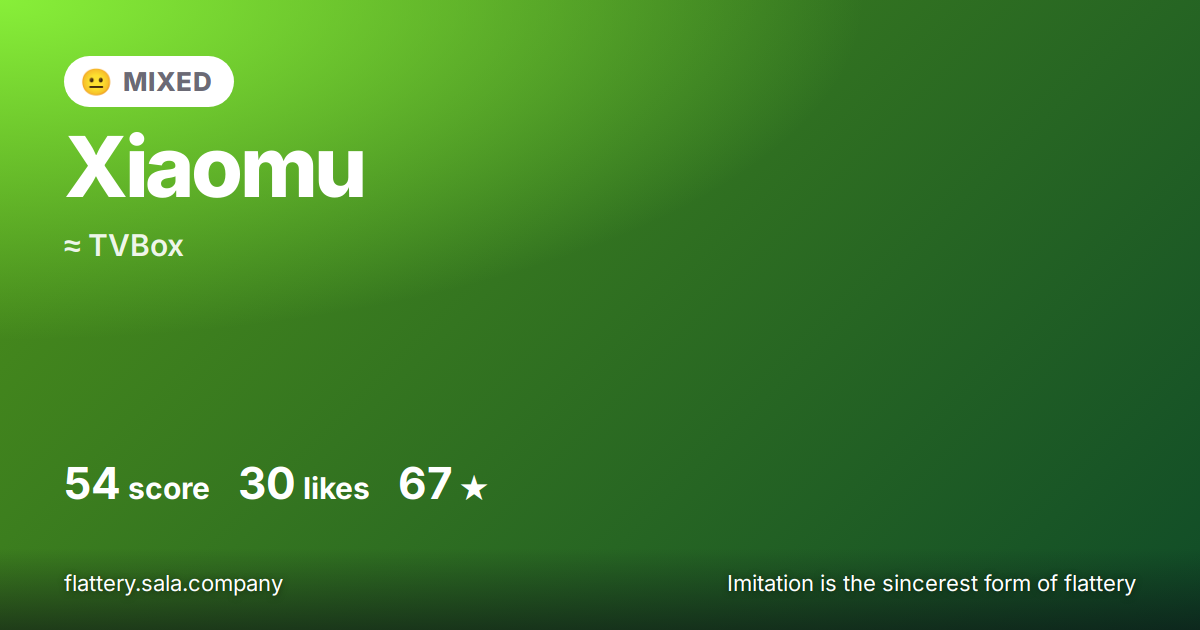 😐 MIXED
Xiaomu
≈ TVBox
54 score 30 likes 67 ★
flattery.sala.company
Imitation is the sincerest form of flattery